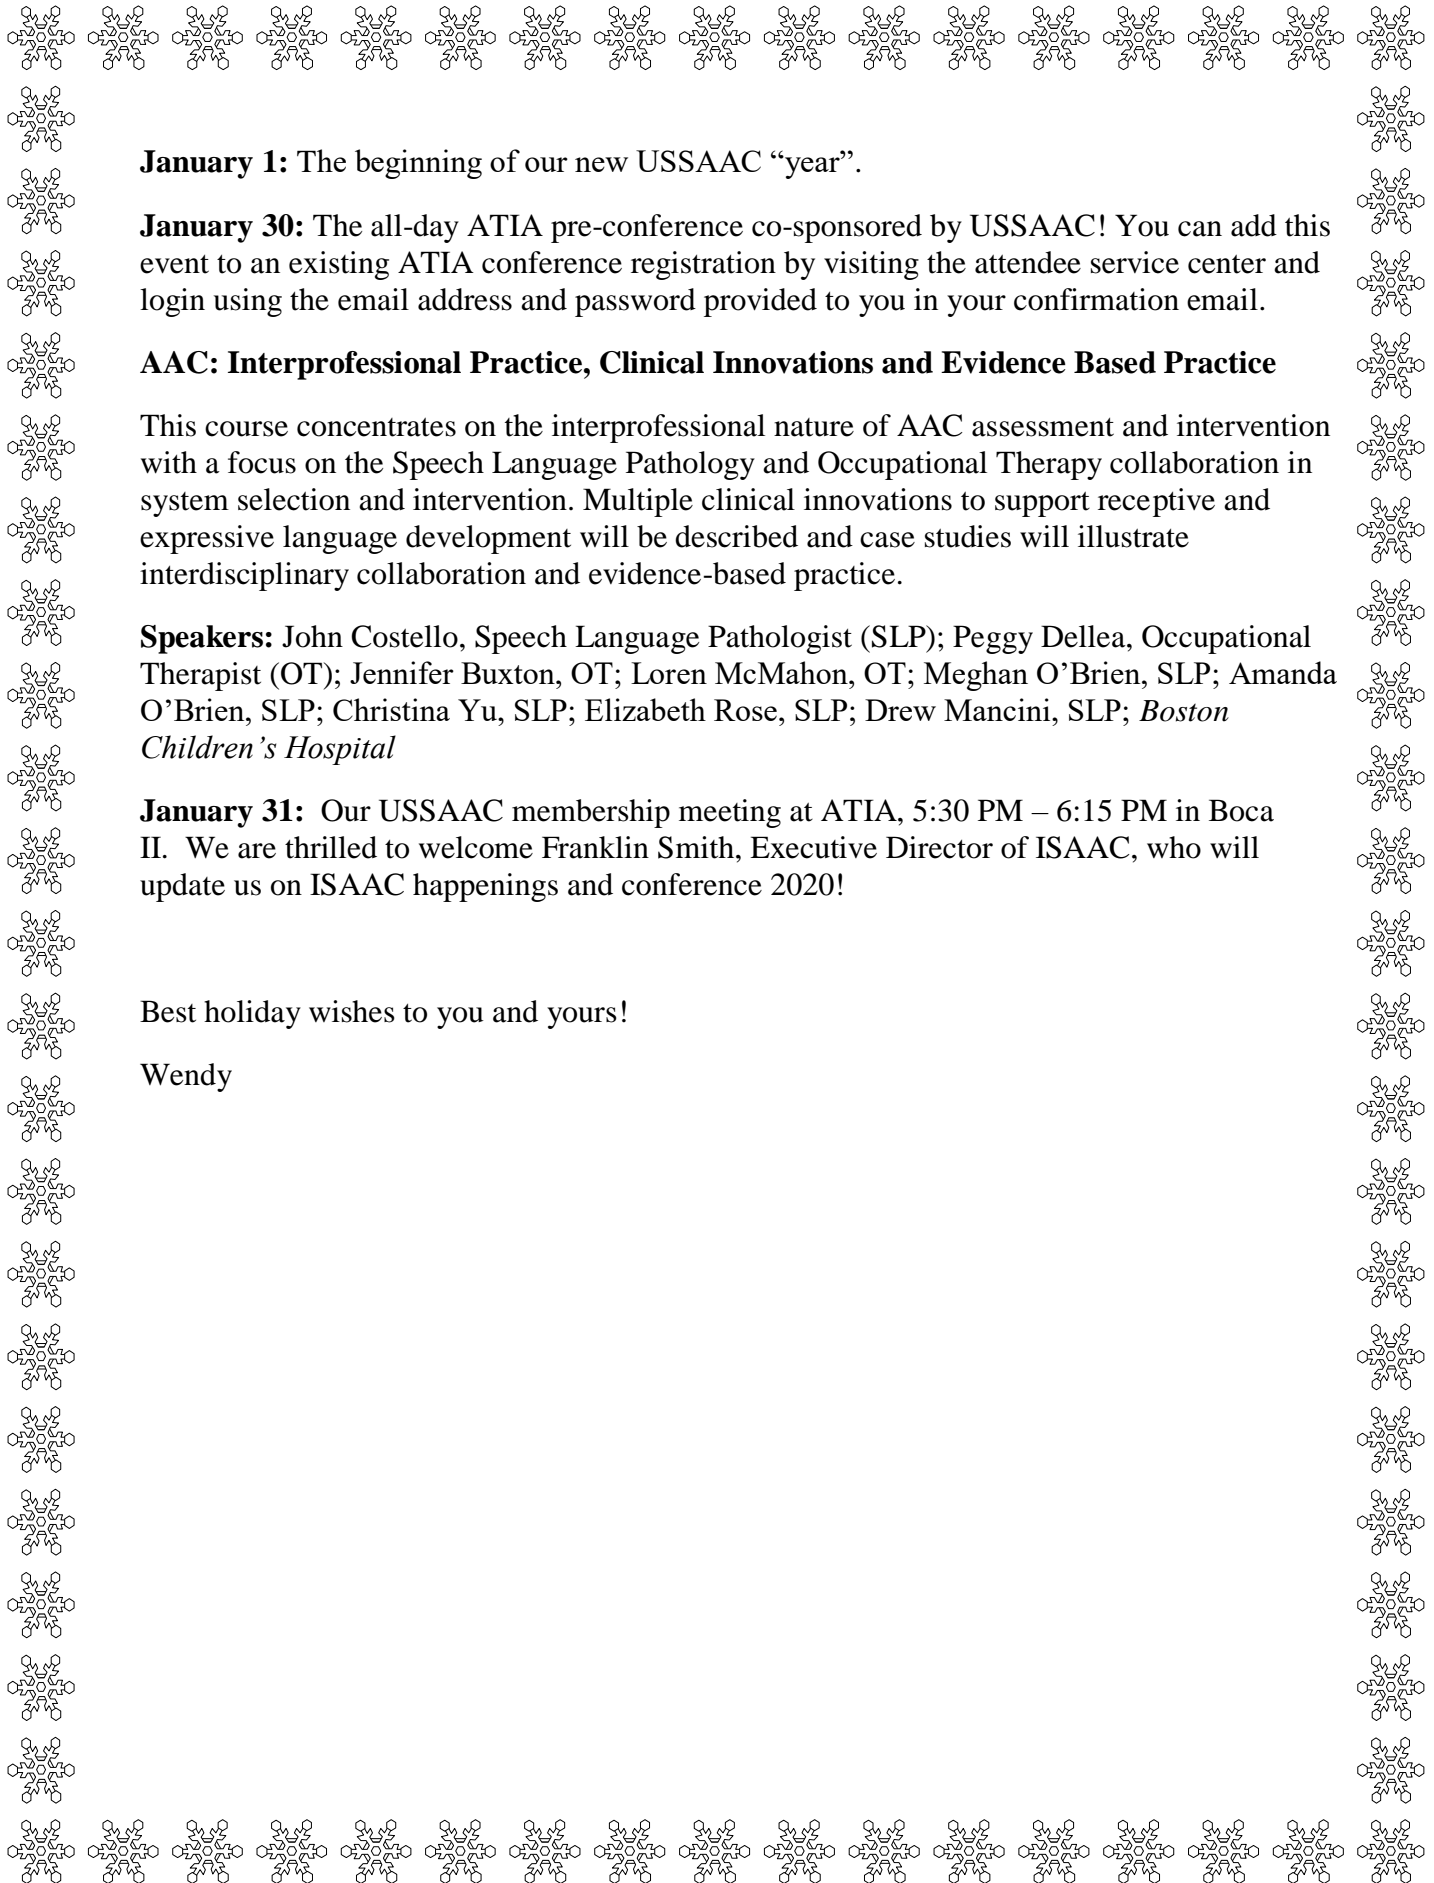 January 1: The beginning of our new USSAAC “year”.
January 30: The all-day ATIA pre-conference co-sponsored by USSAAC! You can add this
event to an existing ATIA conference registration by visiting the attendee service center and
login using the email address and password provided to you in your confirmation email.
AAC: Interprofessional Practice, Clinical Innovations and Evidence Based Practice
This course concentrates on the interprofessional nature of AAC assessment and intervention
with a focus on the Speech Language Pathology and Occupational Therapy collaboration in
system selection and intervention. Multiple clinical innovations to support receptive and
expressive language development will be described and case studies will illustrate
interdisciplinary collaboration and evidence-based practice.
Speakers: John Costello, Speech Language Pathologist (SLP); Peggy Dellea, Occupational
Therapist (OT); Jennifer Buxton, OT; Loren McMahon, OT; Meghan O’Brien, SLP; Amanda
O’Brien, SLP; Christina Yu, SLP; Elizabeth Rose, SLP; Drew Mancini, SLP; Boston
Children’s Hospital
January 31:  Our USSAAC membership meeting at ATIA, 5:30 PM – 6:15 PM in Boca
II.  We are thrilled to welcome Franklin Smith, Executive Director of ISAAC, who will
update us on ISAAC happenings and conference 2020!
Best holiday wishes to you and yours!
Wendy